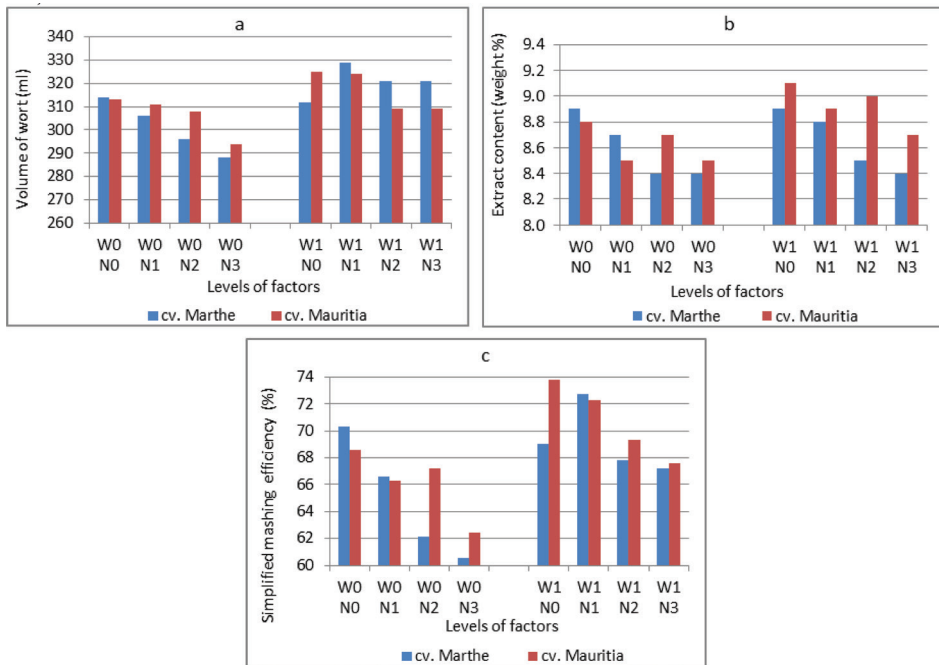 a
Volume of wort (ml)
340
330
320
310
300
290
280
270
260
W0 W0 W0 W0 W1 W1 W1 W1
N0 N1 N2 N3 N0 N1 N2 N3
Levels of factors
cv. Marthe cv. Mauritia
b
Extract content (weight %)
9.4
9.2
9.0
8.8
8.6
8.4
8.2
8.0
W0 W0 W0 W0 W1 W1 W1 W1
N0 N1 N2 N3 N0 N1 N2 N3
Levels of factors
cv. Marthe cv. Mauritia
c
Simplified mashing efficiency (%)
74
72
70
68
66
64
62
60
W0 W0 W0 W0 W1 W1 W1 W1
N0 N1 N2 N3 N0 N1 N2 N3
Levels of factors
cv. Marthe cv. Mauritia